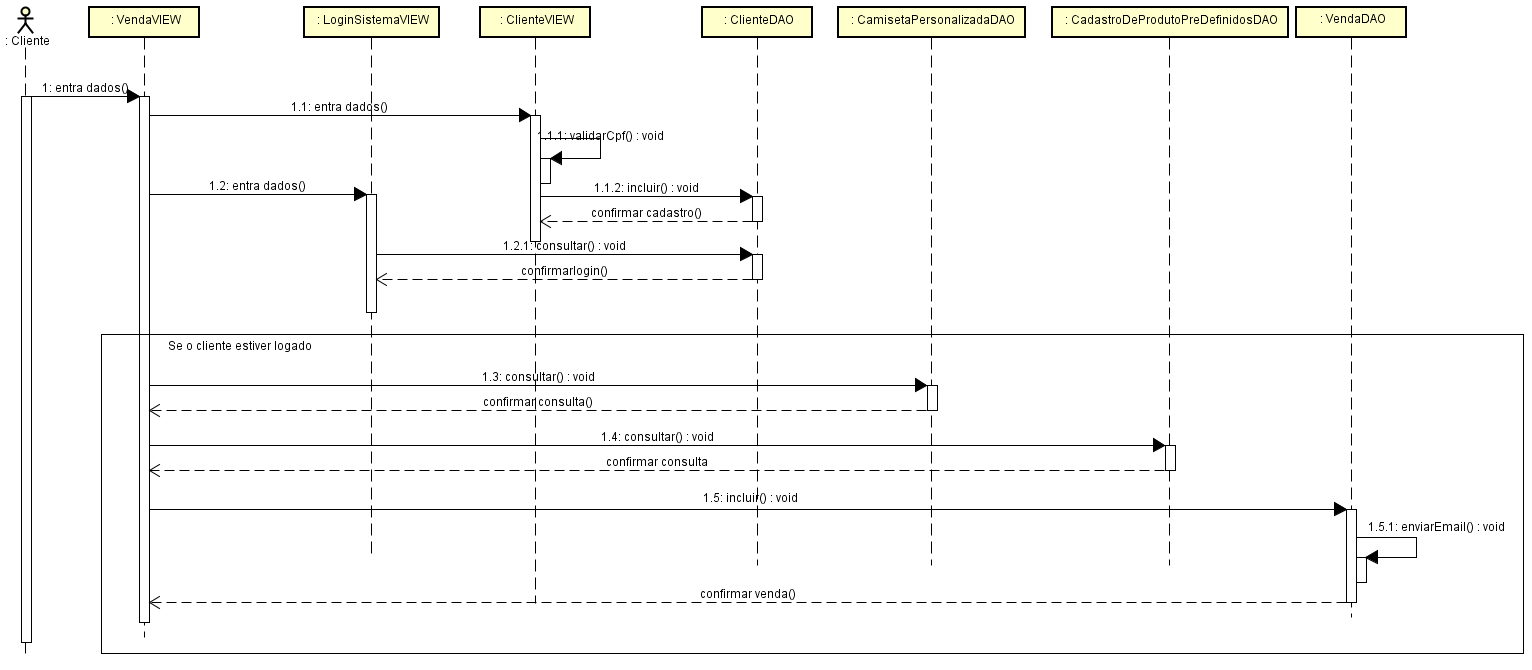 : Cliente
: VendaVIEW
: LoginSistemaVIEW
: ClienteVIEW
: ClienteDAO
: CamisetaPersonalizadaDAO
: CadastroDeProdutoPreDefinidosDAO
: VendaDAO
1: entra dados()
1.1: entra dados()
1.1.1: validarCpf() : void
1.2: entra dados()
1.1.2: incluir() : void
confirmar cadastro()
1.2.1: consultar() : void
confirmarlogin()
Se o cliente estiver logado
1.3: consultar() : void
confirmar consulta()
1.4: consultar() : void
confirmar consulta
1.5: incluir() : void
1.5.1: enviarEmail() : void
confirmar venda()